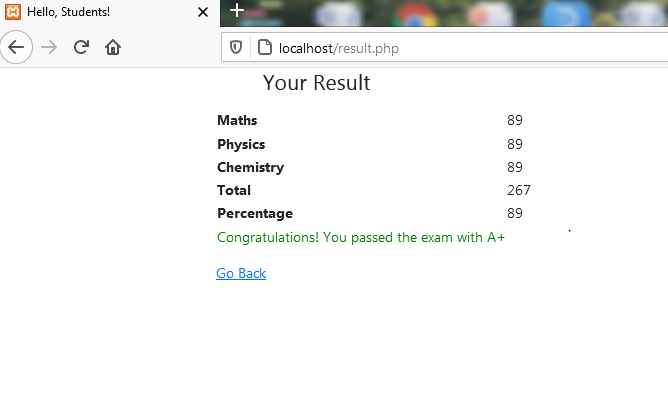 Hello, Students!
localhost/result.php
Your Result
Maths 89
Physics 89
Chemistry 89
Total 267
Percentage 89
Congratulations! You passed the exam with A+
Go Back